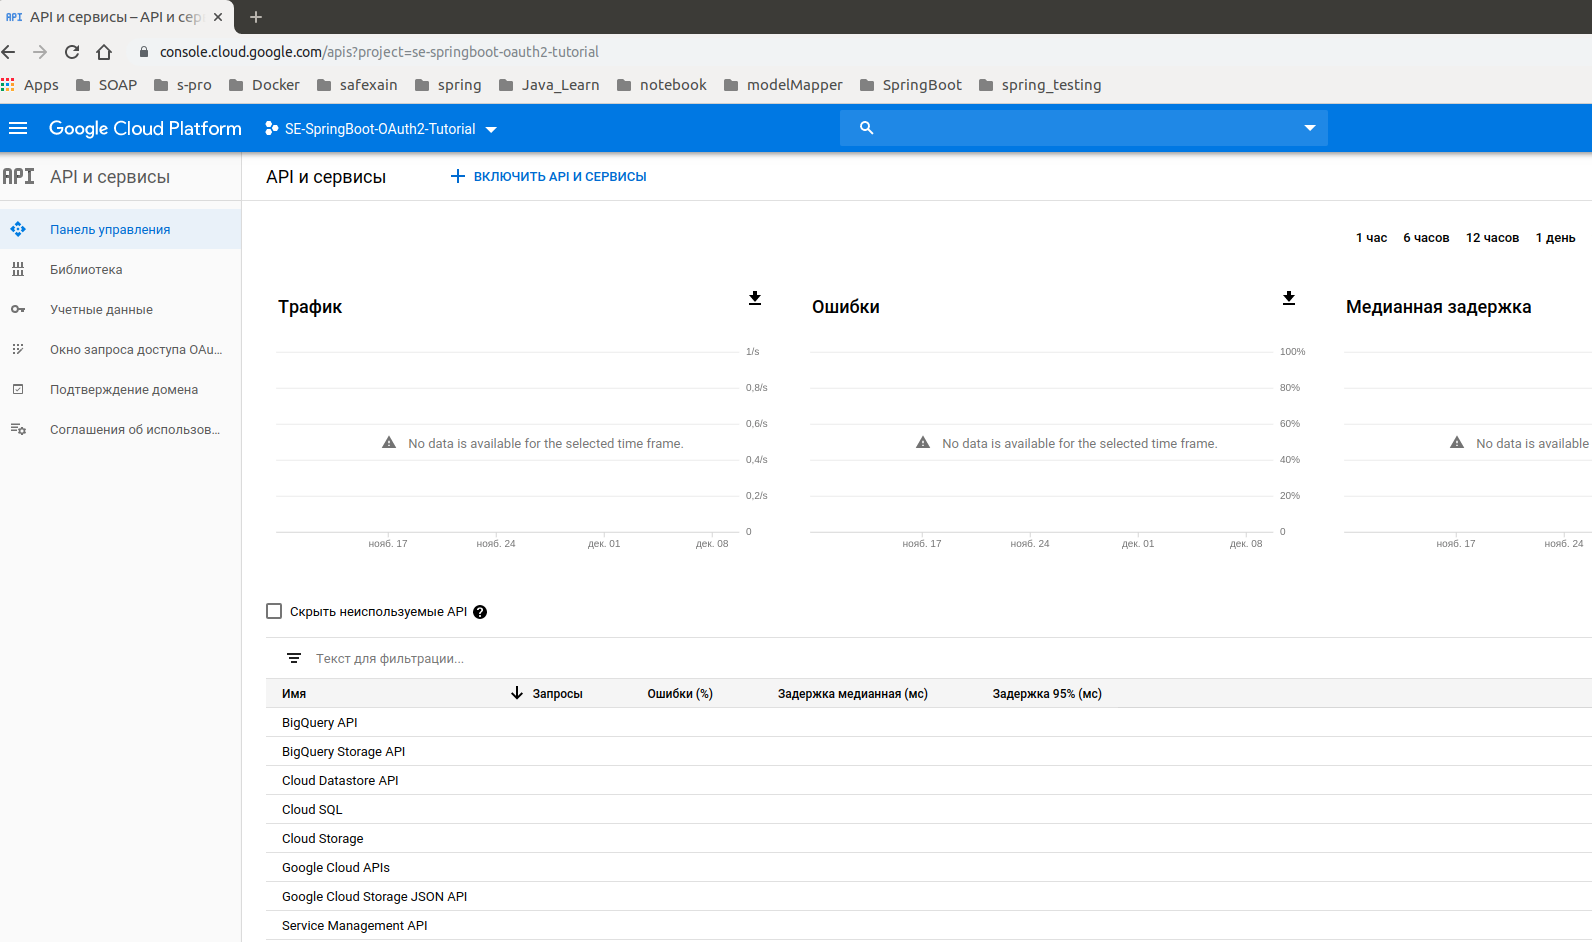 API API и сервисы – API и сер
console.cloud.google.com/apis?project=se-springboot-oauth2-tutorial
Apps SOAP s-pro Docker safexain spring Java_Learn notebook modelMapper SpringBoot spring_testing
Google Cloud Platform SE-SpringBoot-OAuth2-Tutorial
API API и сервисы
API и сервисы ВКЛЮЧИТЬ API И СЕРВИСЫ
Панель управления
Библиотека
Учетные данные
Окно запроса доступа OAu...
Подтверждение домена
Соглашения об использов...
1 час 6 часов 12 часов 1 день
Трафик
1/s
0,8/s
0,6/s
No data is available for the selected time frame.
0,4/s
0,2/s
0
нояб. 17 нояб. 24 дек. 01 дек. 08
Ошибки
100%
80%
60%
No data is available for the selected time frame.
40%
20%
0
нояб. 17 нояб. 24 дек. 01 дек. 08
Медианная задержка
No data is available
нояб. 17 нояб. 24
Скрыть неиспользуемые API
Текст для фильтрации...
Имя Запросы Ошибки (%) Задержка медианная (мс) Задержка 95% (мс)
BigQuery API
BigQuery Storage API
Cloud Datastore API
Cloud SQL
Cloud Storage
Google Cloud APIs
Google Cloud Storage JSON API
Service Management API